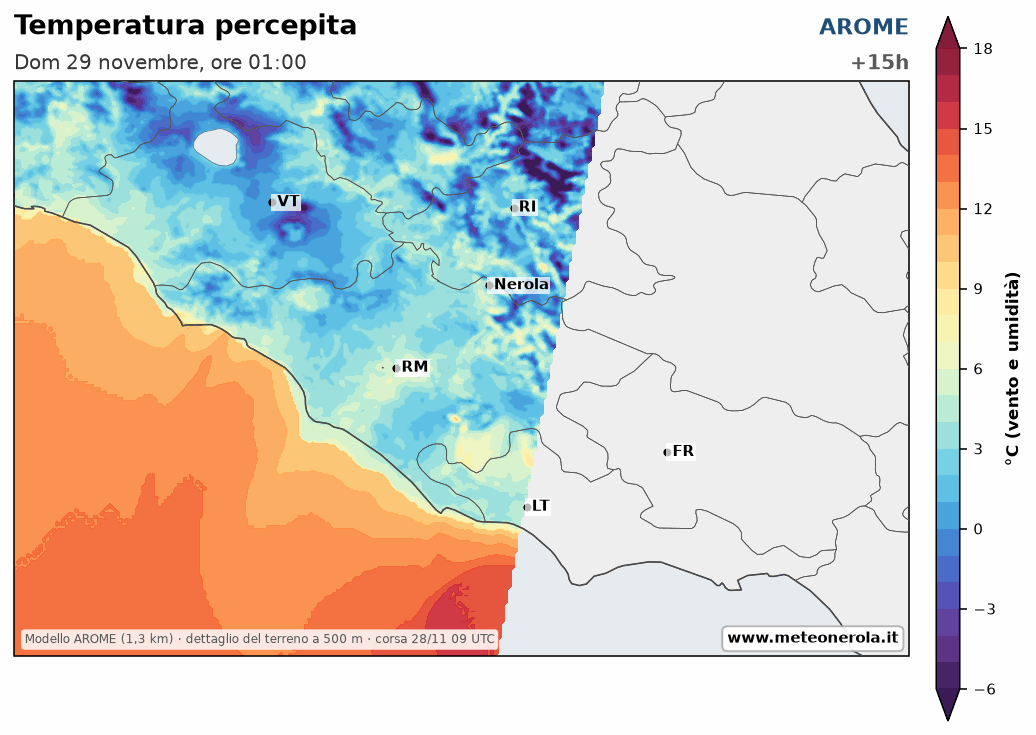 Temperatura percepita
AROME
Dom 29 novembre, ore 01:00
+15h
VT
RI
Nerola
RM
FR
LT
Modello AROME (1,3 km) · dettaglio del terreno a 500 m · corsa 28/11 09 UTC
www.meteonerola.it
18
15
12
9
6
3
0
−3
−6
°C (vento e umidità)